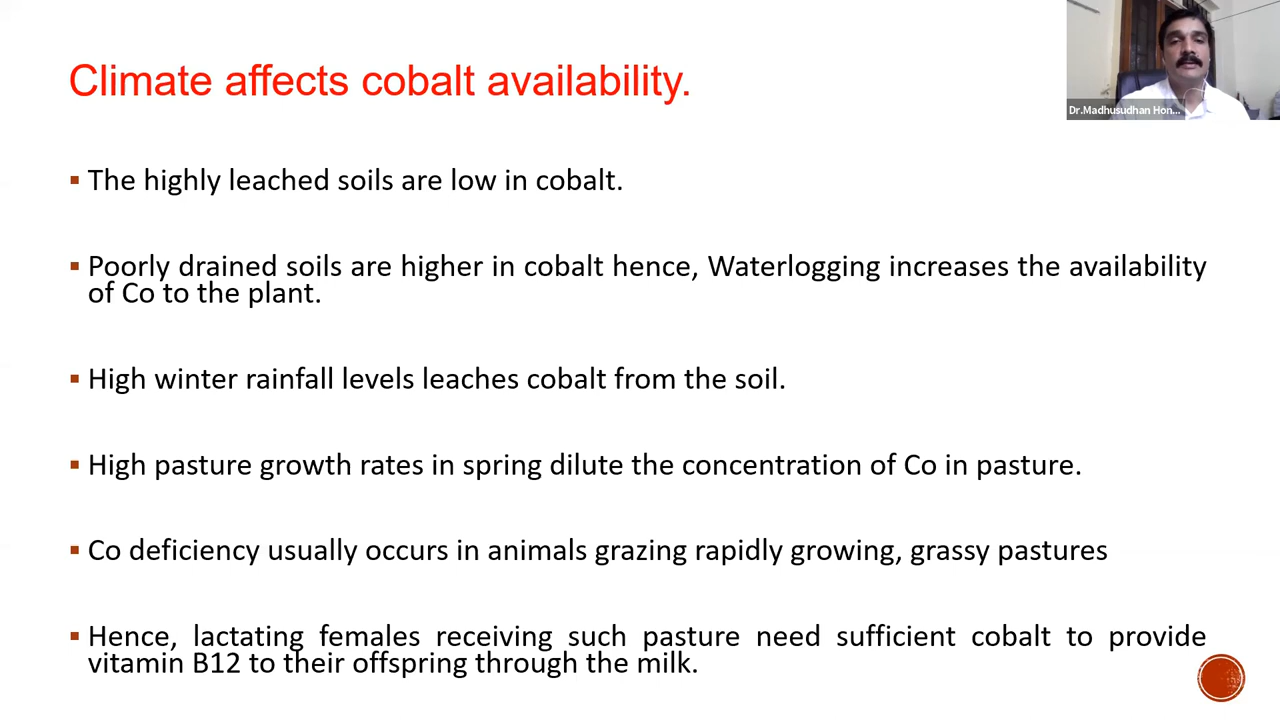 Climate affects cobalt availability.
Dr.Madhusudhan Hon...
▪ The highly leached soils are low in cobalt.
▪ Poorly drained soils are higher in cobalt hence, Waterlogging increases the availability
of Co to the plant.
▪ High winter rainfall levels leaches cobalt from the soil.
▪ High pasture growth rates in spring dilute the concentration of Co in pasture.
▪ Co deficiency usually occurs in animals grazing rapidly growing, grassy pastures
▪ Hence, lactating females receiving such pasture need sufficient cobalt to provide
vitamin B12 to their offspring through the milk.